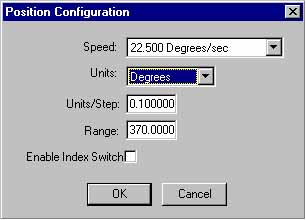 Position Configuration
Speed: 22.500 Degrees/sec
Units: Degrees
Units/Step: 0.100000
Range: 370.0000
Enable Index Switch
OK Cancel